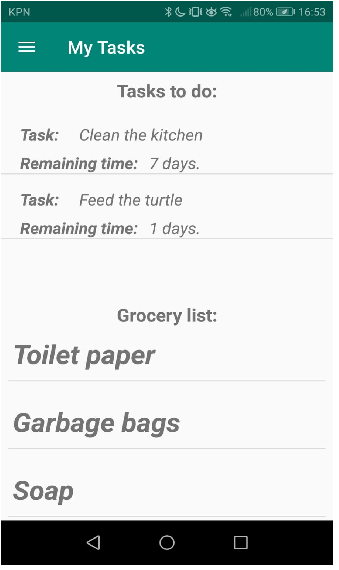 KPN 80% 16:53
My Tasks
Tasks to do:
Task: Clean the kitchen
Remaining time: 7 days.
Task: Feed the turtle
Remaining time: 1 days.
Grocery list:
Toilet paper
Garbage bags
Soap